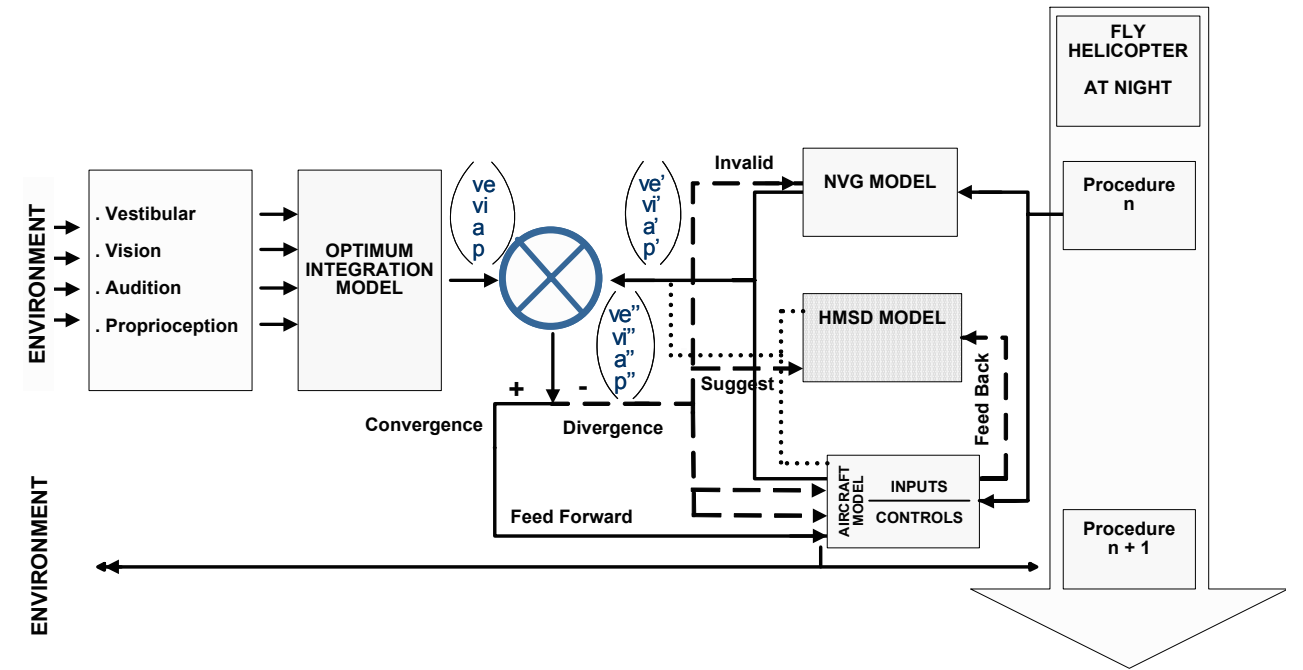 FLY
HELICOPTER
AT NIGHT
Invalid
NVG MODEL
Procedure
n
ENVIRONMENT
. Vestibular
. Vision
. Audition
. Proprioception
OPTIMUM
INTEGRATION
MODEL
ve
vi
a
p
ve’
vi’
a’
p’
ve”
vi”
a”
p”
HMSD MODEL
Suggest
Feed Back
+
-
Convergence
Divergence
AIRCRAFT
MODEL
INPUTS
CONTROLS
Feed Forward
Procedure
n + 1
ENVIRONMENT